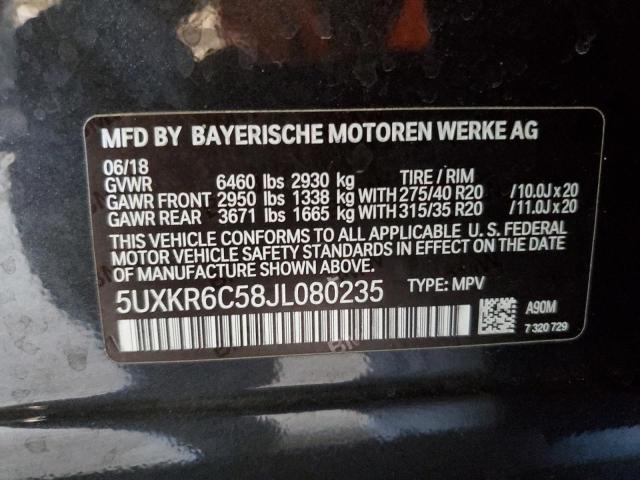 MFD BY BAYERISCHE MOTOREN WERKE AG
06/18
GVWR 6460 lbs 2930 kg TIRE / RIM
GAWR FRONT 2950 lbs 1338 kg WITH 275/40 R20 /10.0J x 20
GAWR REAR 3671 lbs 1665 kg WITH 315/35 R20 /11.0J x 20
THIS VEHICLE CONFORMS TO ALL APPLICABLE U.S. FEDERAL
MOTOR VEHICLE SAFETY STANDARDS IN EFFECT ON THE
DATE OF MANUFACTURE SHOWN ABOVE.
5UXKR6C58JL080235 TYPE: MPV
A90M
7 320 729